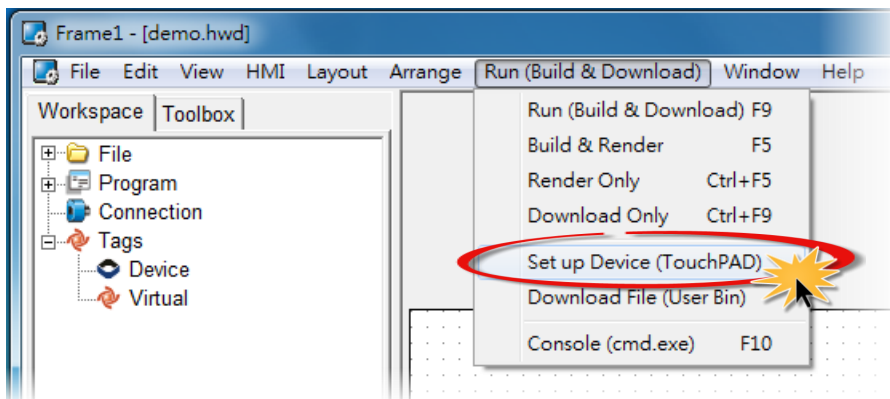 Frame1 - [demo.hwd]
File Edit View HMI Layout Arrange Run (Build & Download) Window Help
Workspace Toolbox
File
Program
Connection
Tags
Device
Virtual
Run (Build & Download) F9
Build & Render F5
Render Only Ctrl+F5
Download Only Ctrl+F9
Set up Device (TouchPAD)
Download File (User Bin)
Console (cmd.exe) F10